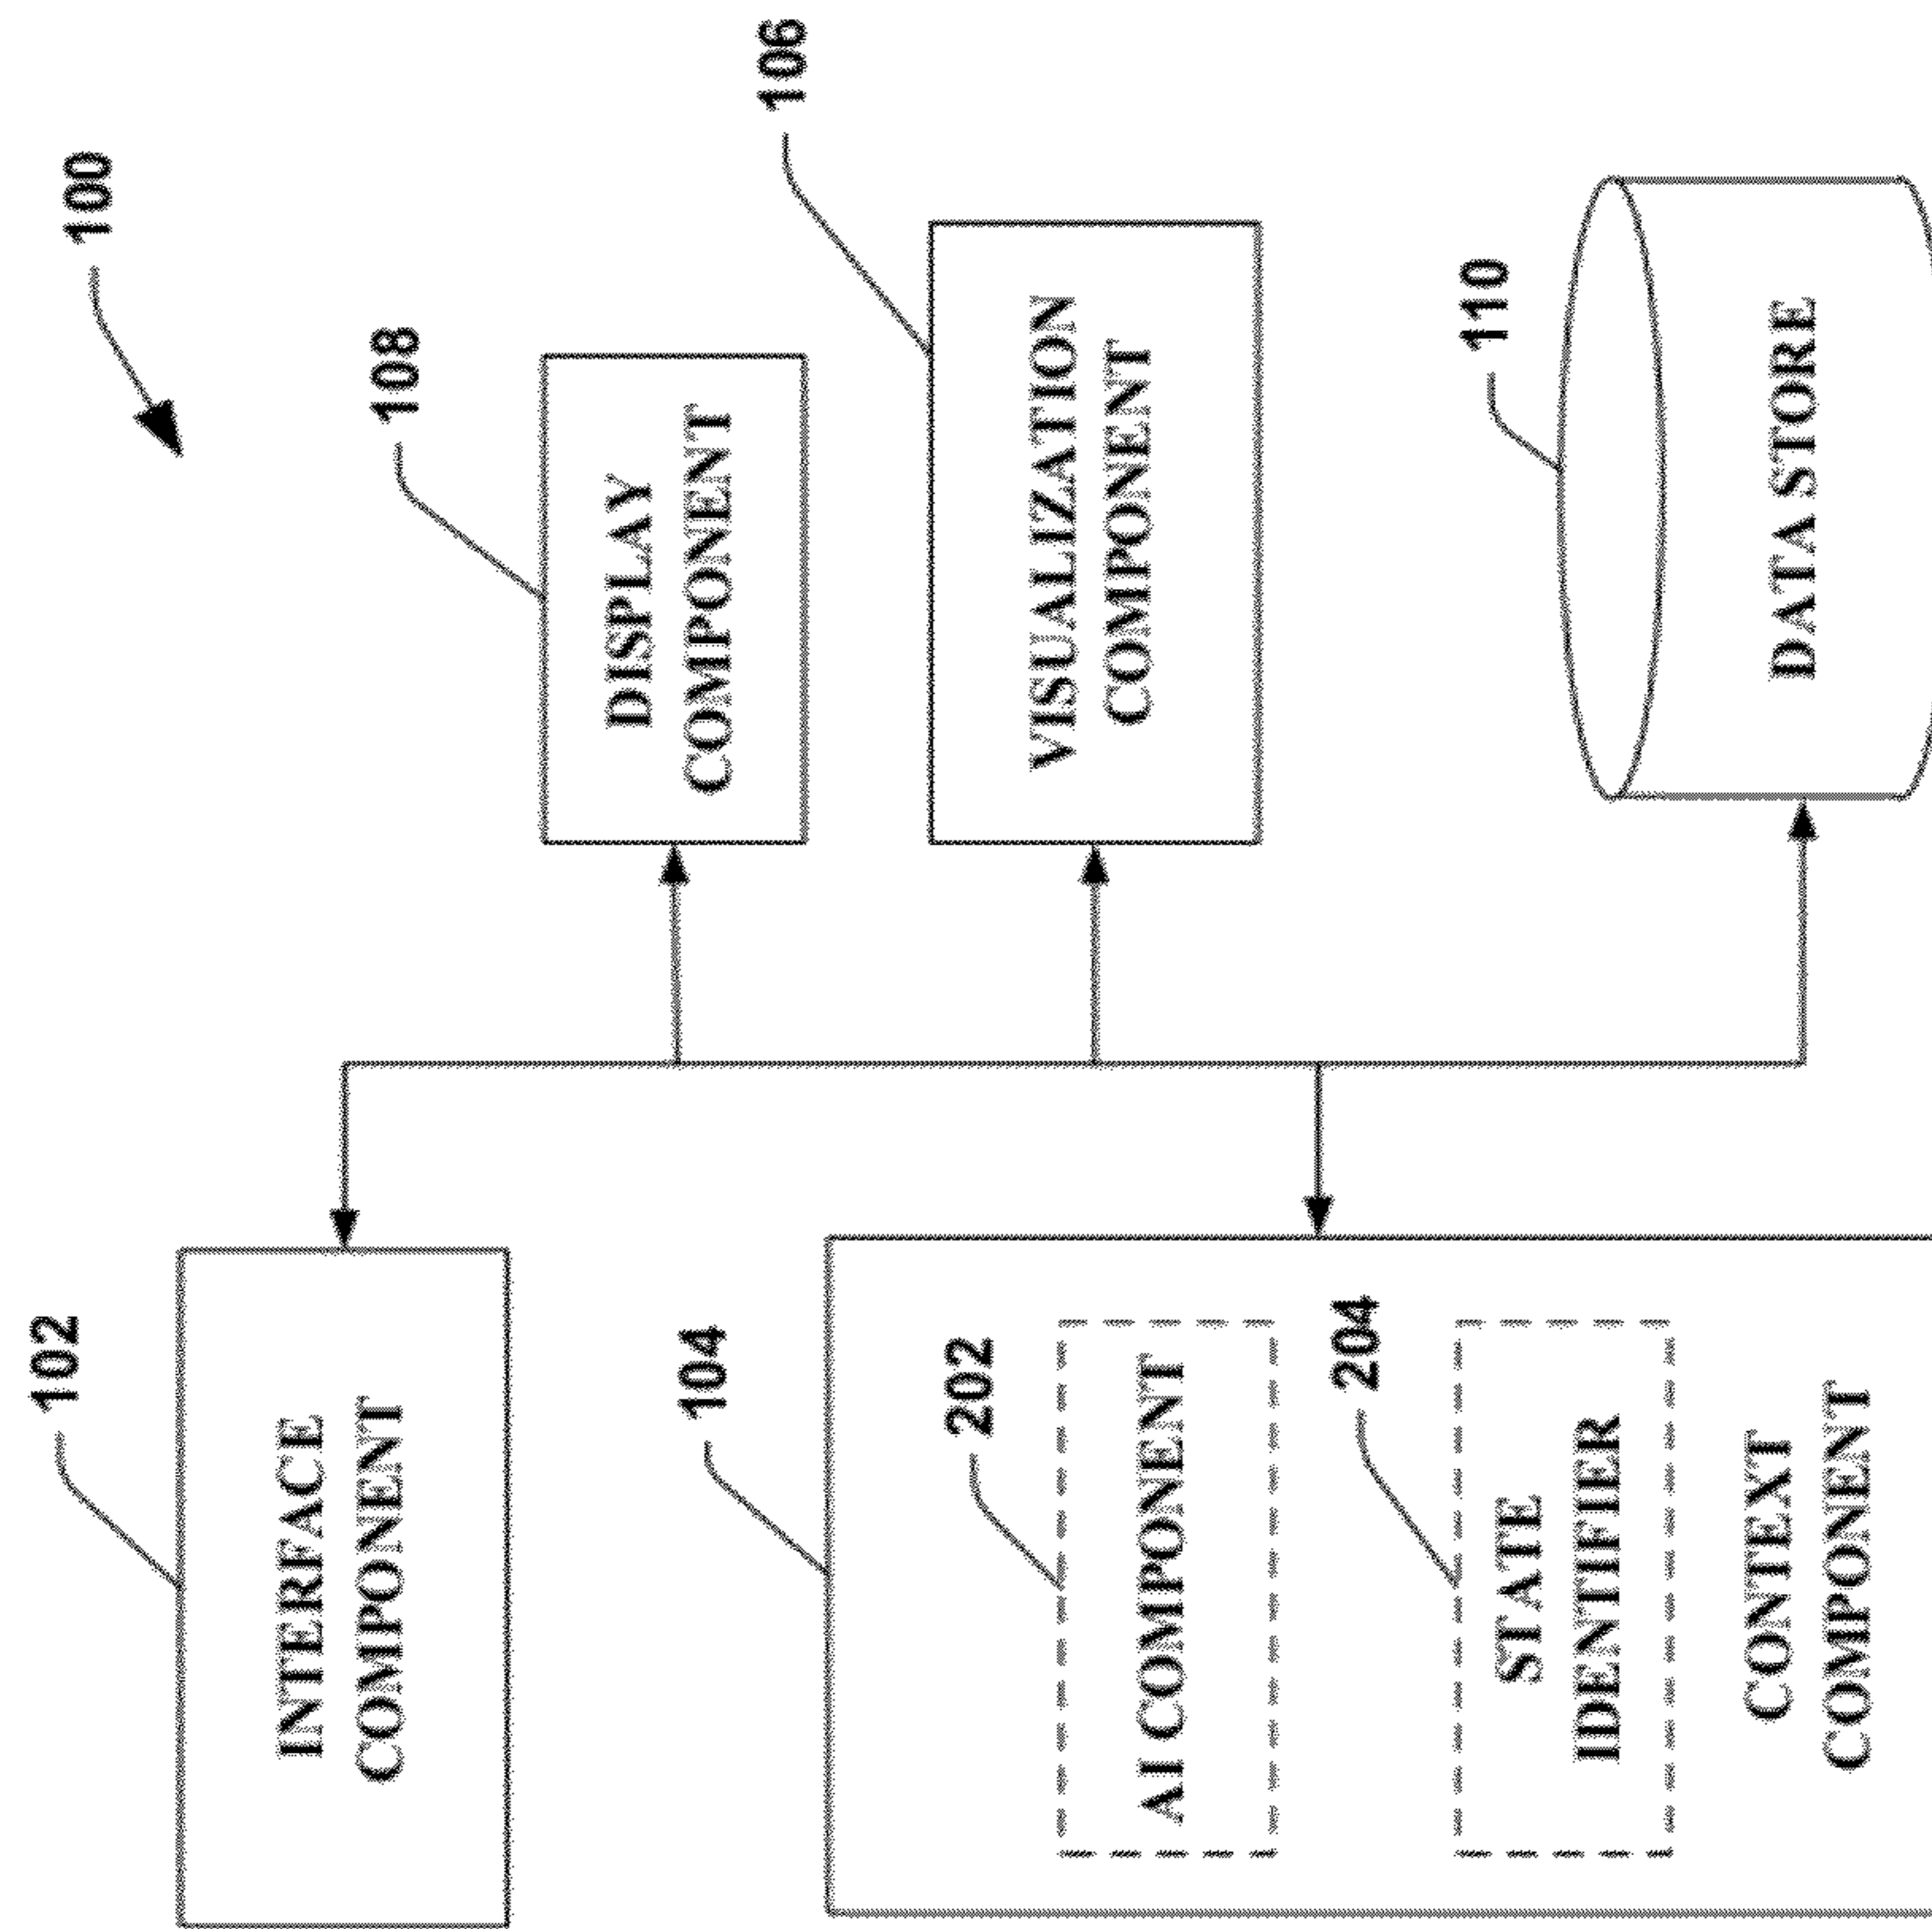 100
102
INTERFACE
COMPONENT
108
DISPLAY
COMPONENT
104
202
AI COMPONENT
204
STATE
IDENTIFIER
CONTEXT
COMPONENT
106
VISUALIZATION
COMPONENT
110
DATA STORE